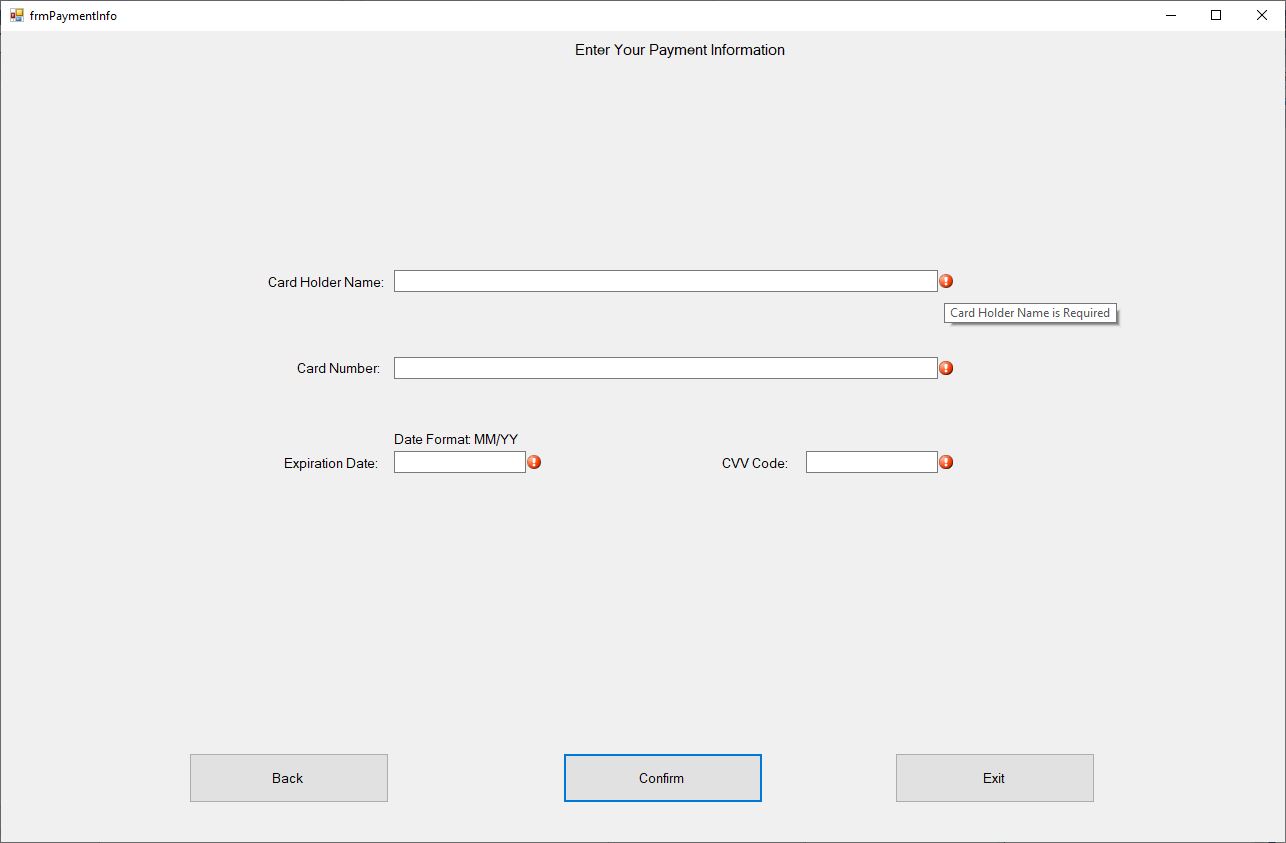 frmPaymentInfo
Enter Your Payment Information
Card Holder Name:
Card Holder Name is Required
Card Number:
Date Format: MM/YY
Expiration Date:
CVV Code:
Back
Confirm
Exit